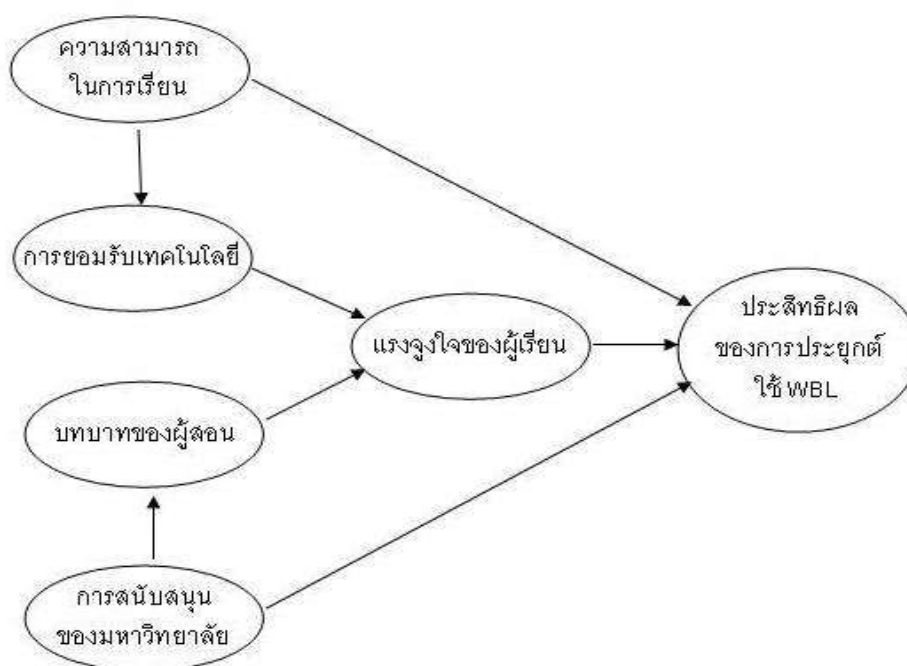 ความสามารถ
ในการเรียน
การยอมรับเทคโนโลยี
แรงจูงใจของผู้เรียน
ประสิทธิผล
ของการประยุกต์
ใช้ WBL
บทบาทของผู้สอน
การสนับสนุน
ของมหาวิทยาลัย